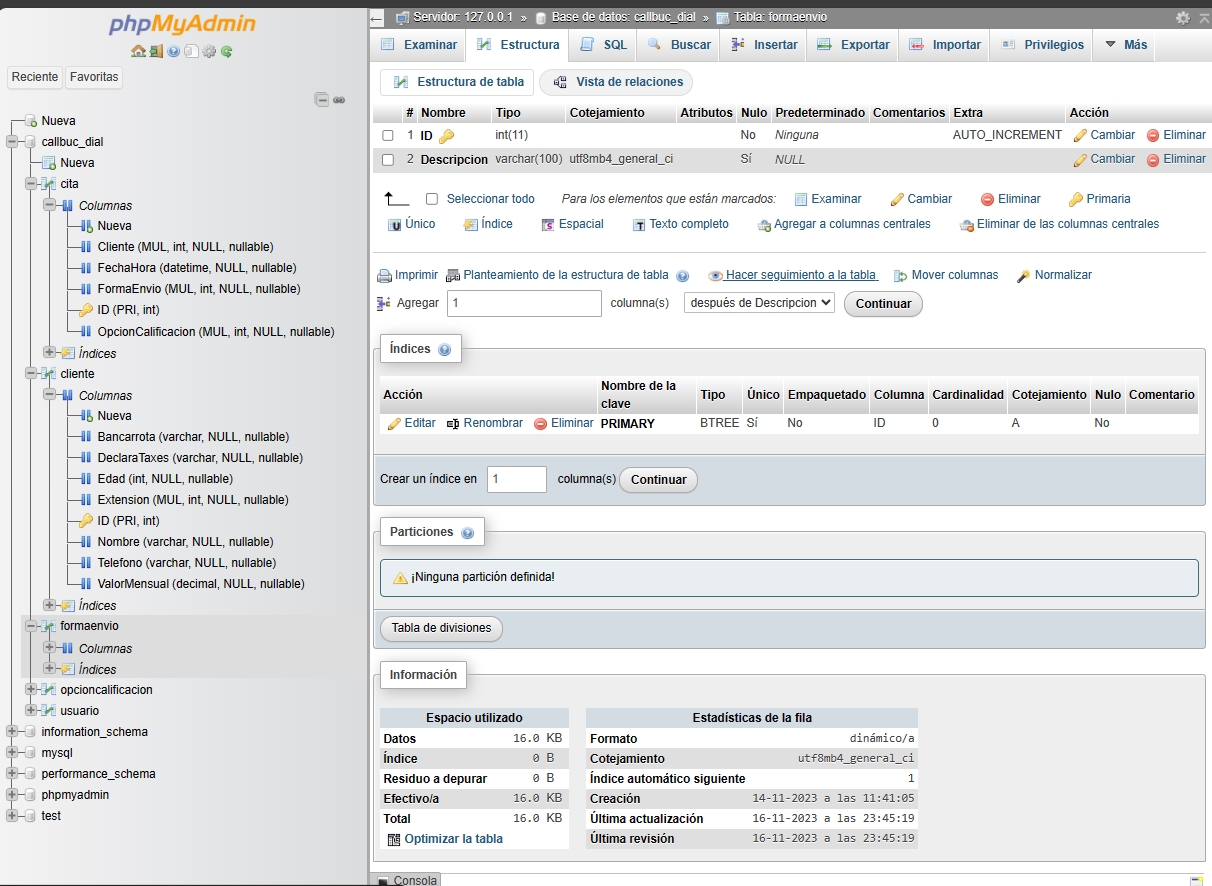 phpMyAdmin
Reciente Favoritas
Nueva
callbuc_dial
Nueva
cita
Columnas
Nueva
Cliente (MUL, int, NULL, nullable)
FechaHora (datetime, NULL, nullable)
FormaEnvio (MUL, int, NULL, nullable)
ID (PRI, int)
OpcionCalificacion (MUL, int, NULL, nullable)
Índices
cliente
Columnas
Nueva
Bancarrota (varchar, NULL, nullable)
DeclaraTaxes (varchar, NULL, nullable)
Edad (int, NULL, nullable)
Extension (MUL, int, NULL, nullable)
ID (PRI, int)
Nombre (varchar, NULL, nullable)
Telefono (varchar, NULL, nullable)
ValorMensual (decimal, NULL, nullable)
Índices
formaenvio
Columnas
Índices
opcioncalificacion
usuario
information_schema
mysql
performance_schema
phpmyadmin
test
Servidor: 127.0.0.1 » Base de datos: callbuc_dial » Tabla: formaenvio
Examinar Estructura SQL Buscar Insertar Exportar Importar Privilegios Más
Estructura de tabla Vista de relaciones
# Nombre Tipo Cotejamiento Atributos Nulo Predeterminado Comentarios Extra Acción
1 ID int(11) No Ninguna AUTO_INCREMENT Cambiar Eliminar
2 Descripcion varchar(100) utf8mb4_general_ci Sí NULL Cambiar Eliminar
Seleccionar todo Para los elementos que están marcados: Examinar Cambiar Eliminar Primaria
Único Índice Espacial Texto completo Agregar a columnas centrales Eliminar de las columnas centrales
Imprimir Planteamiento de la estructura de tabla Hacer seguimiento a la tabla Mover columnas Normalizar
Agregar 1 columna(s) después de Descripcion Continuar
Índices
Acción Nombre de la clave Tipo Único Empaquetado Columna Cardinalidad Cotejamiento Nulo Comentario
Editar Renombrar Eliminar PRIMARY BTREE Sí No ID 0 A No
Crear un índice en 1 columna(s) Continuar
Particiones
¡Ninguna partición definida!
Tabla de divisiones
Información
Espacio utilizado
Datos 16.0 KB
Índice 0 B
Residuo a depurar 0 B
Efectivo/a 16.0 KB
Total 16.0 KB
Optimizar la tabla
Estadísticas de la fila
Formato dinámico/a
Cotejamiento utf8mb4_general_ci
Índice automático siguiente 1
Creación 14-11-2023 a las 11:41:05
Última actualización 16-11-2023 a las 23:45:19
Última revisión 16-11-2023 a las 23:45:19
Consola